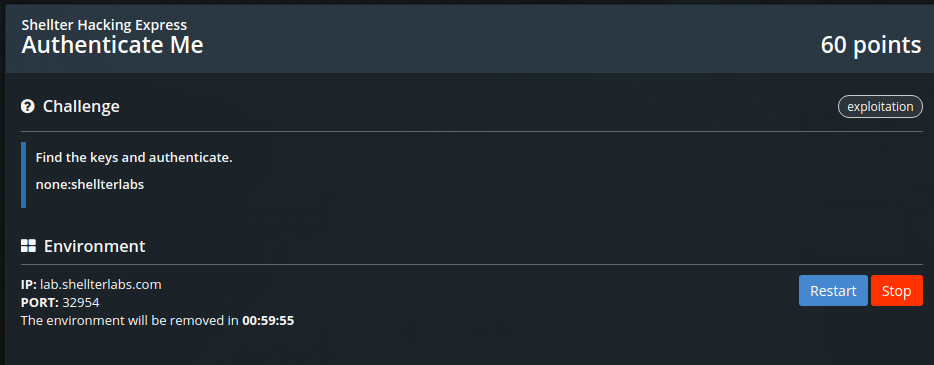 Shellter Hacking Express
Authenticate Me
60 points
Challenge
exploitation
Find the keys and authenticate.
none:shellterlabs
Environment
IP: lab.shellterlabs.com
PORT: 32954
The environment will be removed in 00:59:55
Restart
Stop